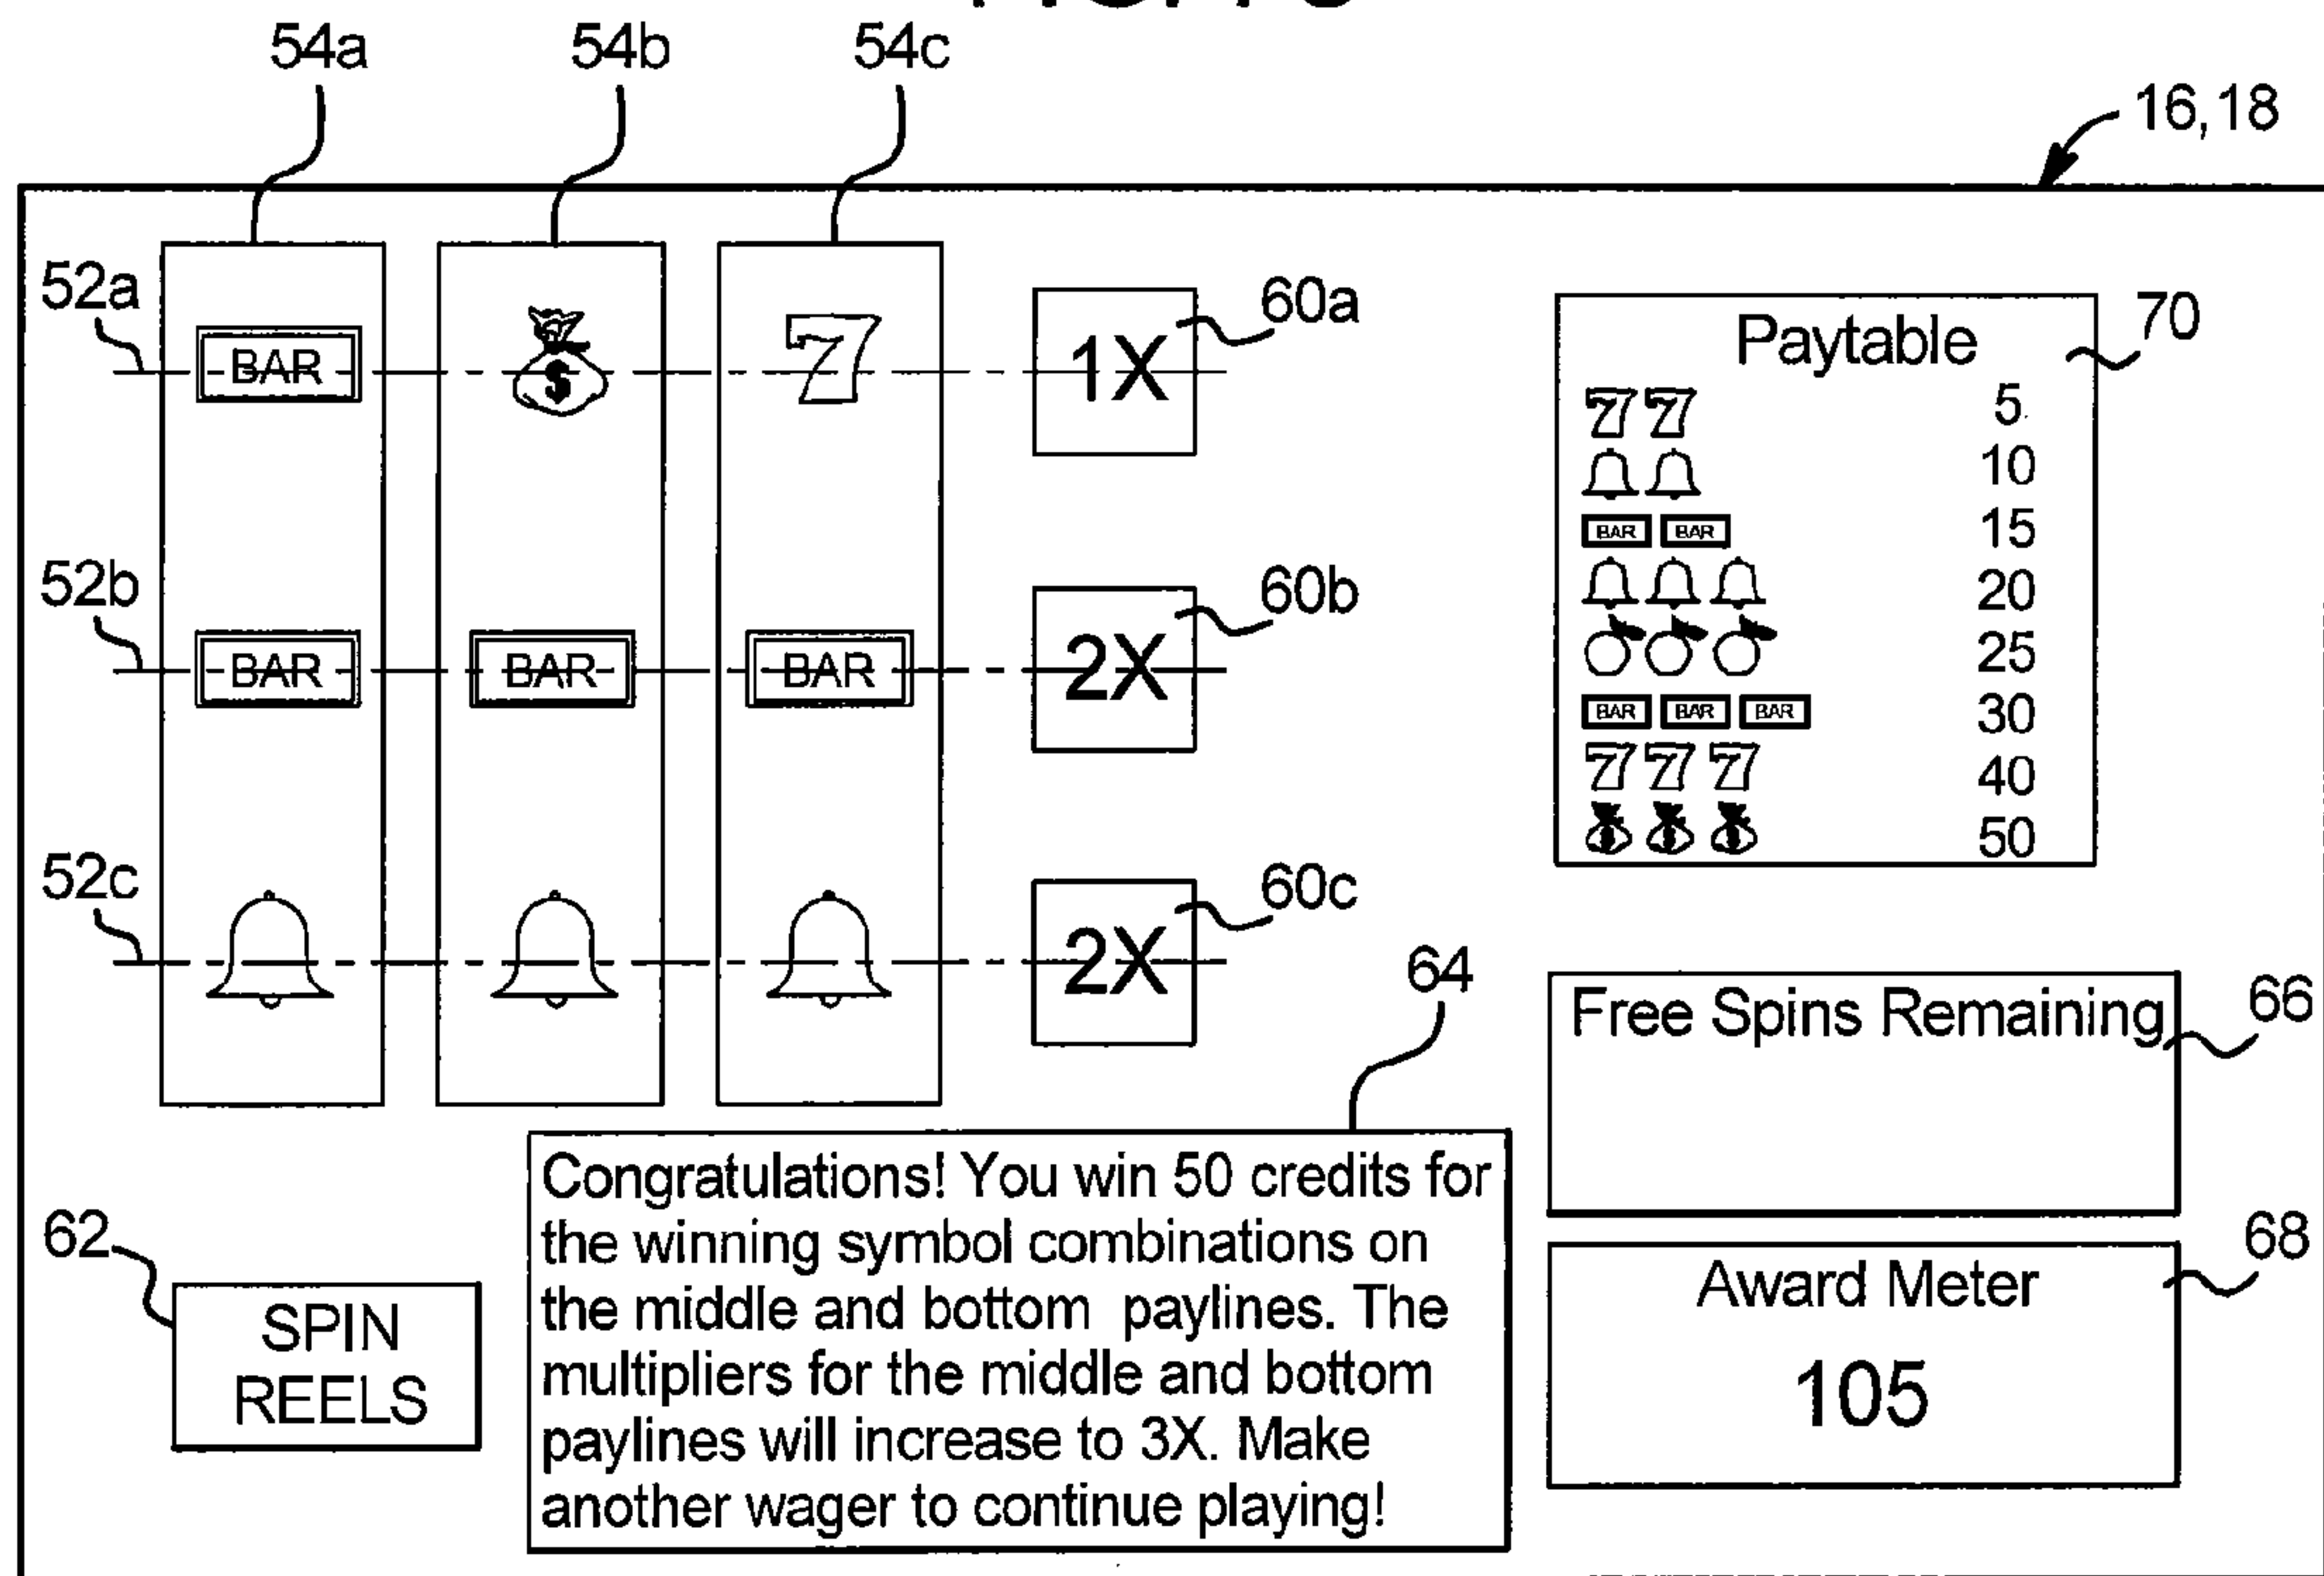 54a 54b 54c
16,18
52a BAR $ 7 1X 60a
52b BAR BAR BAR 2X 60b
52c 2X 60c
Paytable 70
77 5
10
BAR BAR 15
20
25
BAR BAR BAR 30
777 40
50
64
Free Spins Remaining 66
Congratulations! You win 50 credits for
the winning symbol combinations on
the middle and bottom paylines. The
multipliers for the middle and bottom
paylines will increase to 3X. Make
another wager to continue playing!
62
SPIN
REELS
Award Meter 68
105